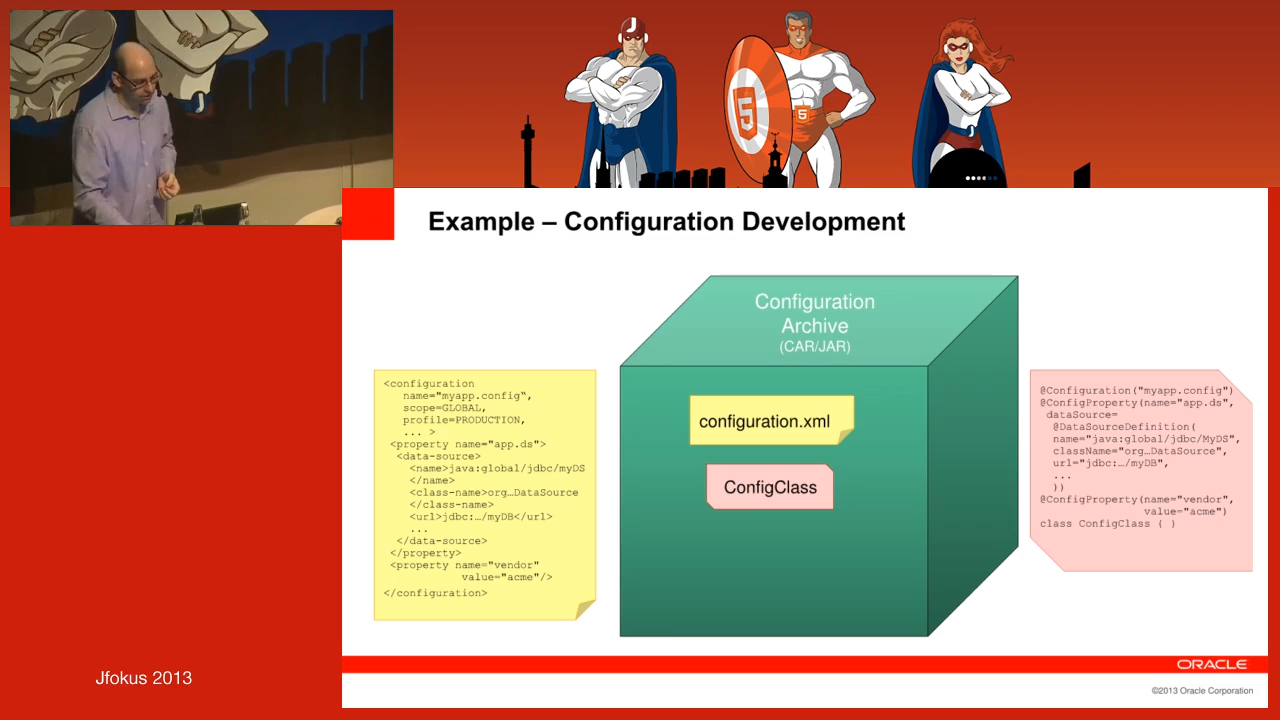 J
5
5
J
Example – Configuration Development
Configuration
Archive
(CAR/JAR)
<configuration
name="myapp.config“,
scope=GLOBAL,
profile=PRODUCTION,
... >
<property name="app.ds">
<data-source>
<name>java:global/jdbc/myDS
</name>
<class-name>org…DataSource
</class-name>
<url>jdbc:…/myDB</url>
...
</data-source>
</property>
<property name="vendor"
value="acme"/>
</configuration>
configuration.xml
ConfigClass
@Configuration("myapp.config")
@ConfigProperty(name="app.ds",
dataSource=
@DataSourceDefinition(
name="java:global/jdbc/MyDS",
className="org…DataSource",
url="jdbc:…/myDB",
...
))
@ConfigProperty(name="vendor",
value="acme")
class ConfigClass { }
Jfokus 2013
ORACLE
©2013 Oracle Corporation